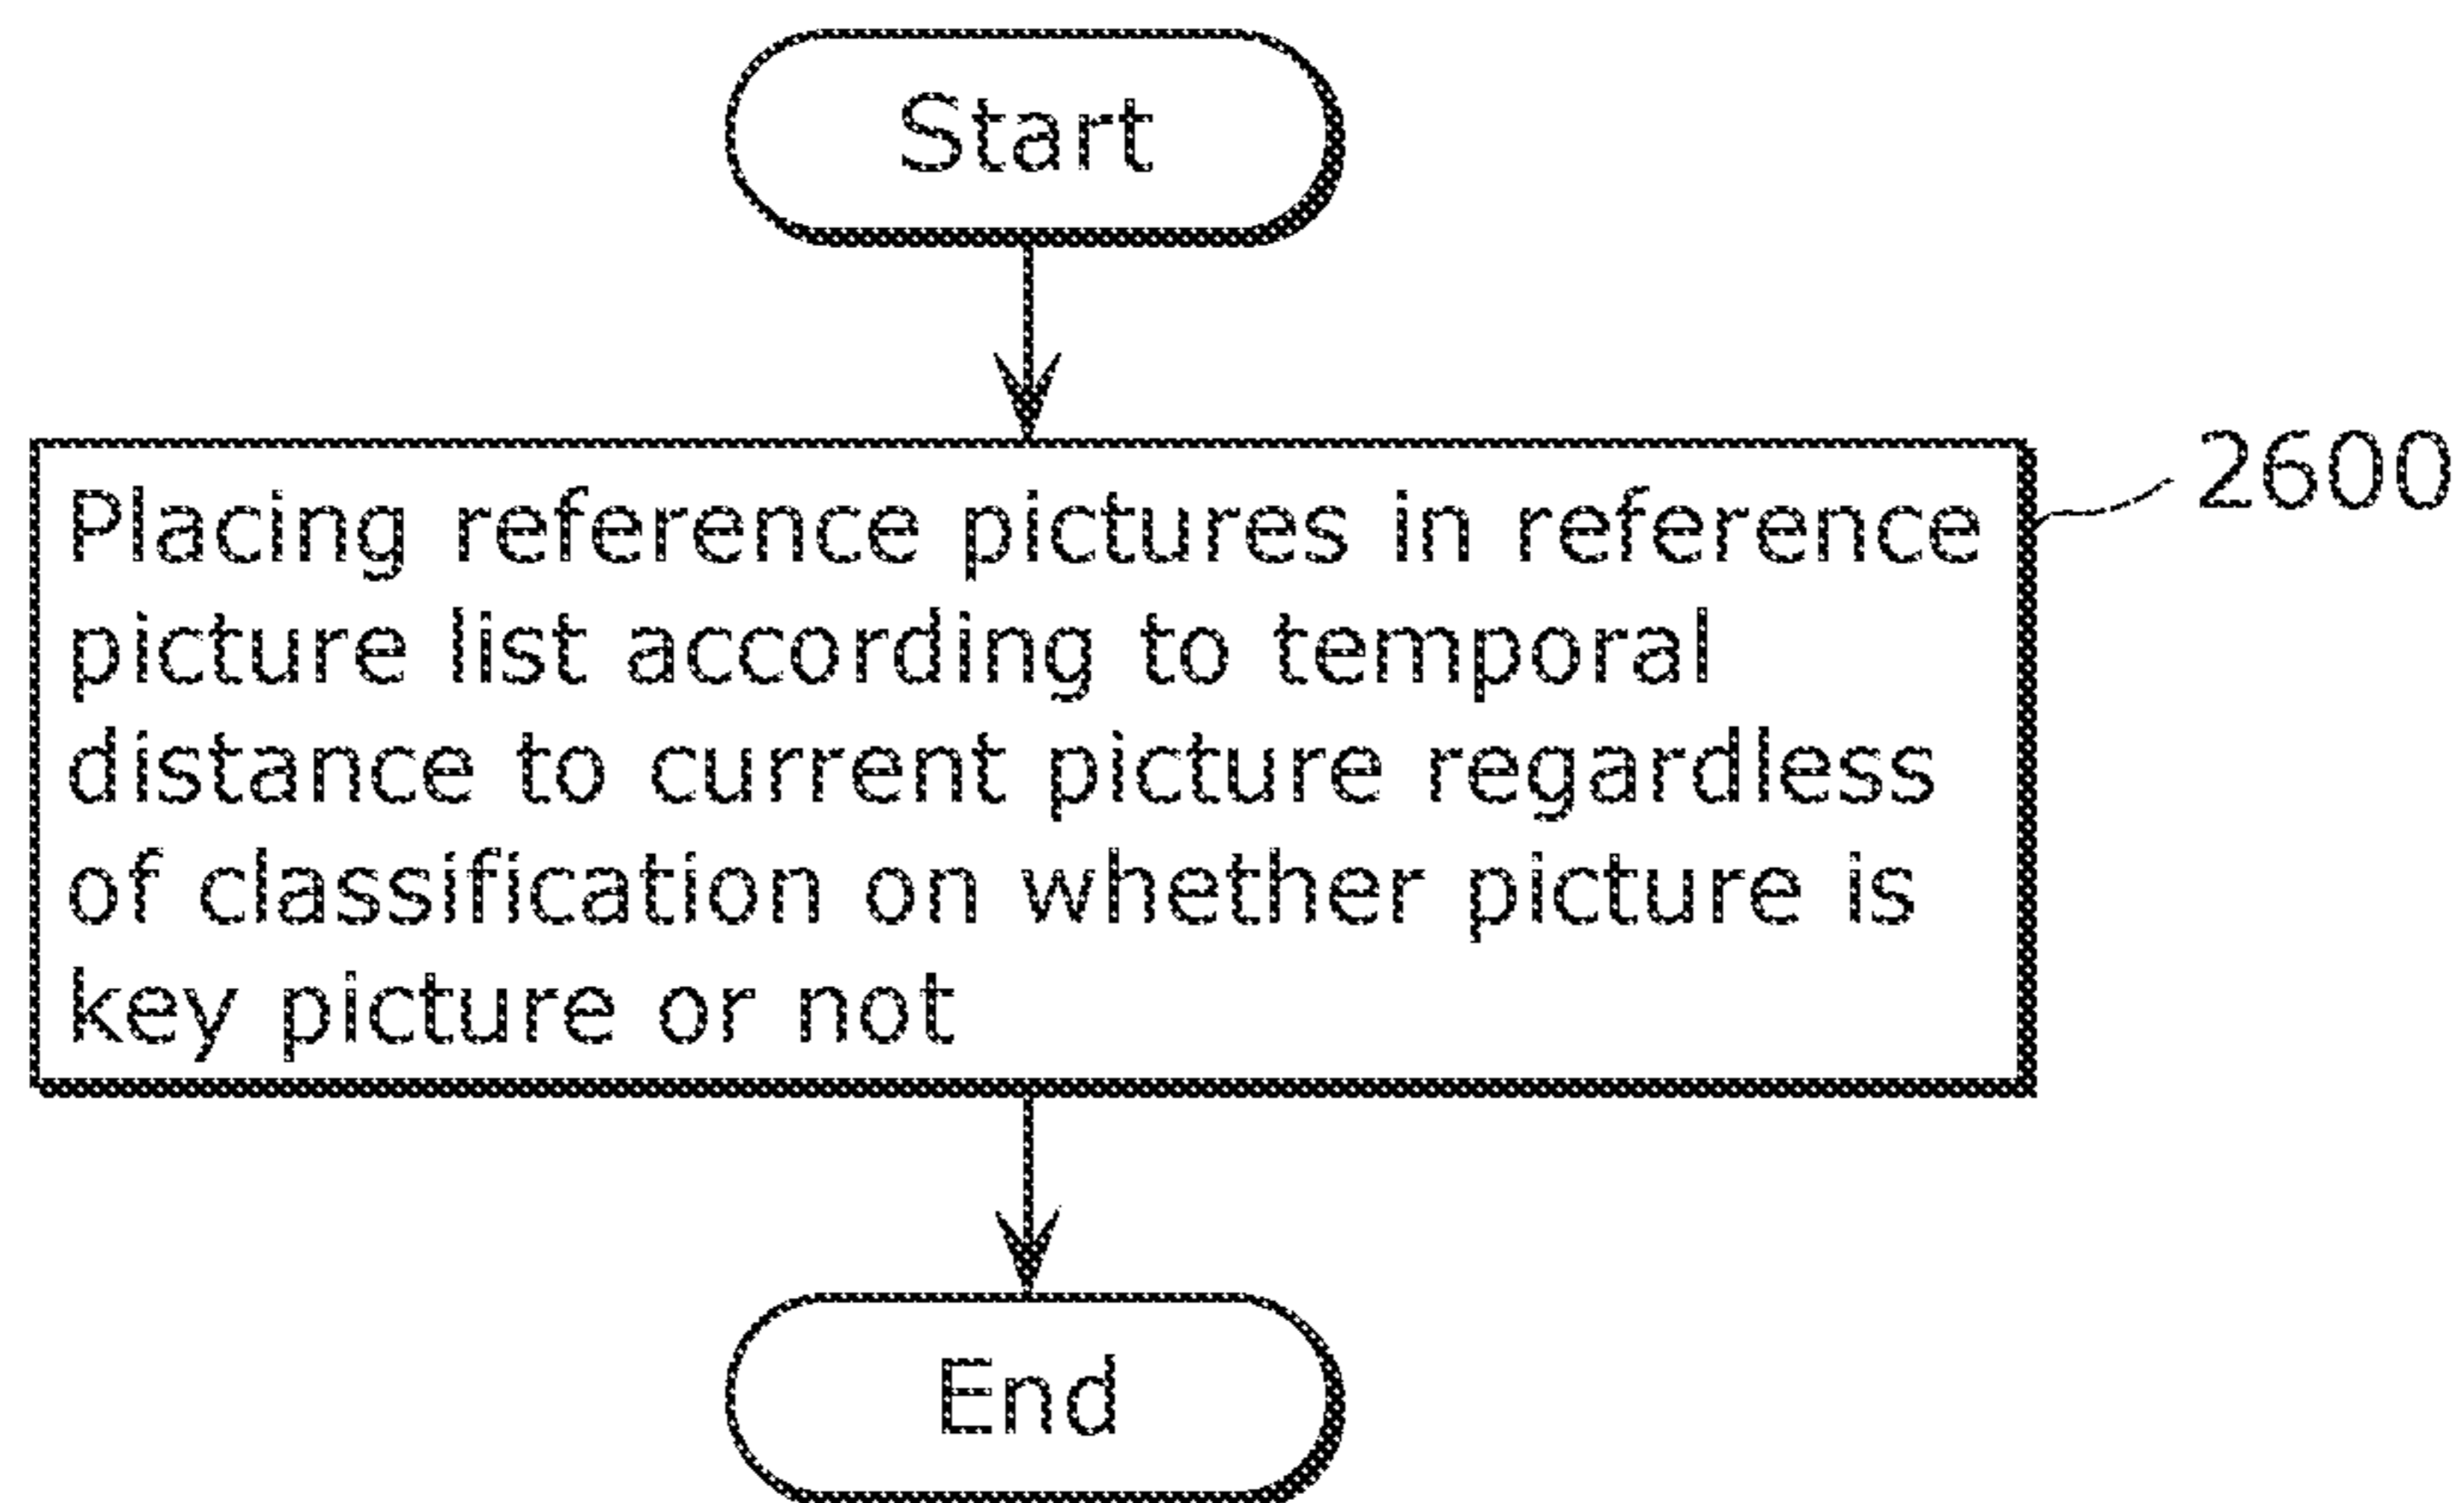 Start
2600
Placing reference pictures in reference
picture list according to temporal
distance to current picture regardless
of classification on whether picture is
key picture or not
End